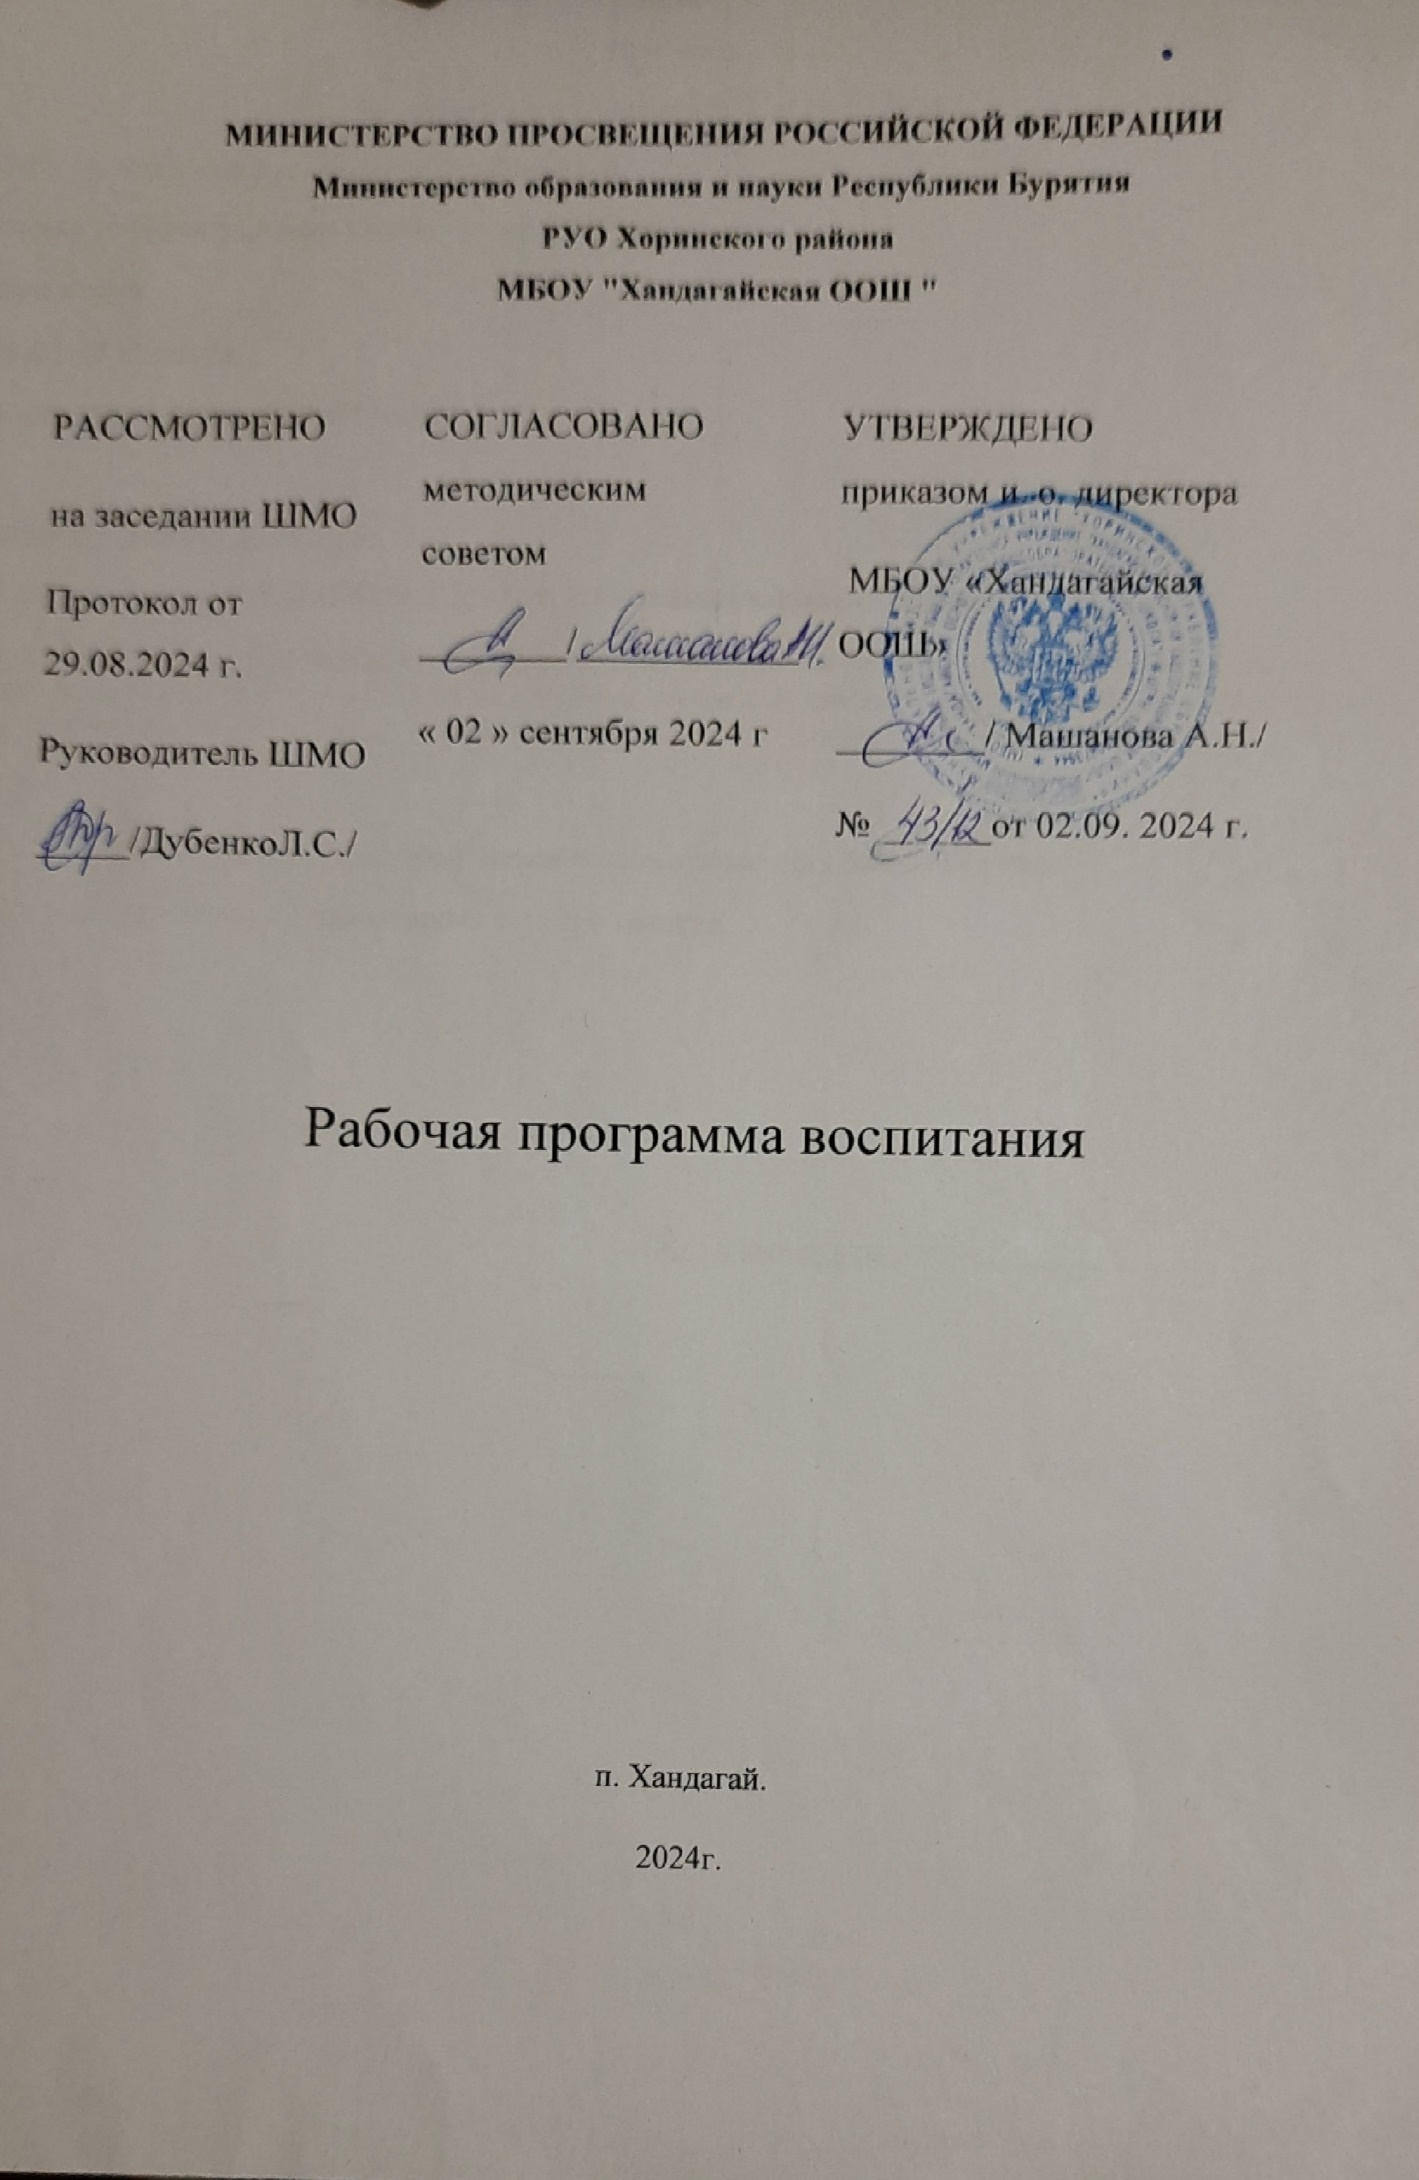 МИНИСТЕРСТВО ПРОСВЕЩЕНИЯ РОССИЙСКОЙ ФЕДЕРАЦИИ
Министерство образования и науки Республики Бурятия
РУО Хоринского района
МБОУ "Хандагайская ООШ "
РАССМОТРЕНО
на заседании ШМО
Протокол от
29.08.2024 г.
Руководитель ШМО
/ДубенкоЛ.С./
СОГЛАСОВАНО
методическим
советом
/ Машанова
« 02 » сентября 2024 г
УТВЕРЖДЕНО
приказом и. о. директора
МБОУ «Хандагайская
ООШ»
/ Машанова А.Н./
№ 43/12 от 02.09. 2024 г.
Рабочая программа воспитания
п. Хандагай.
2024г.